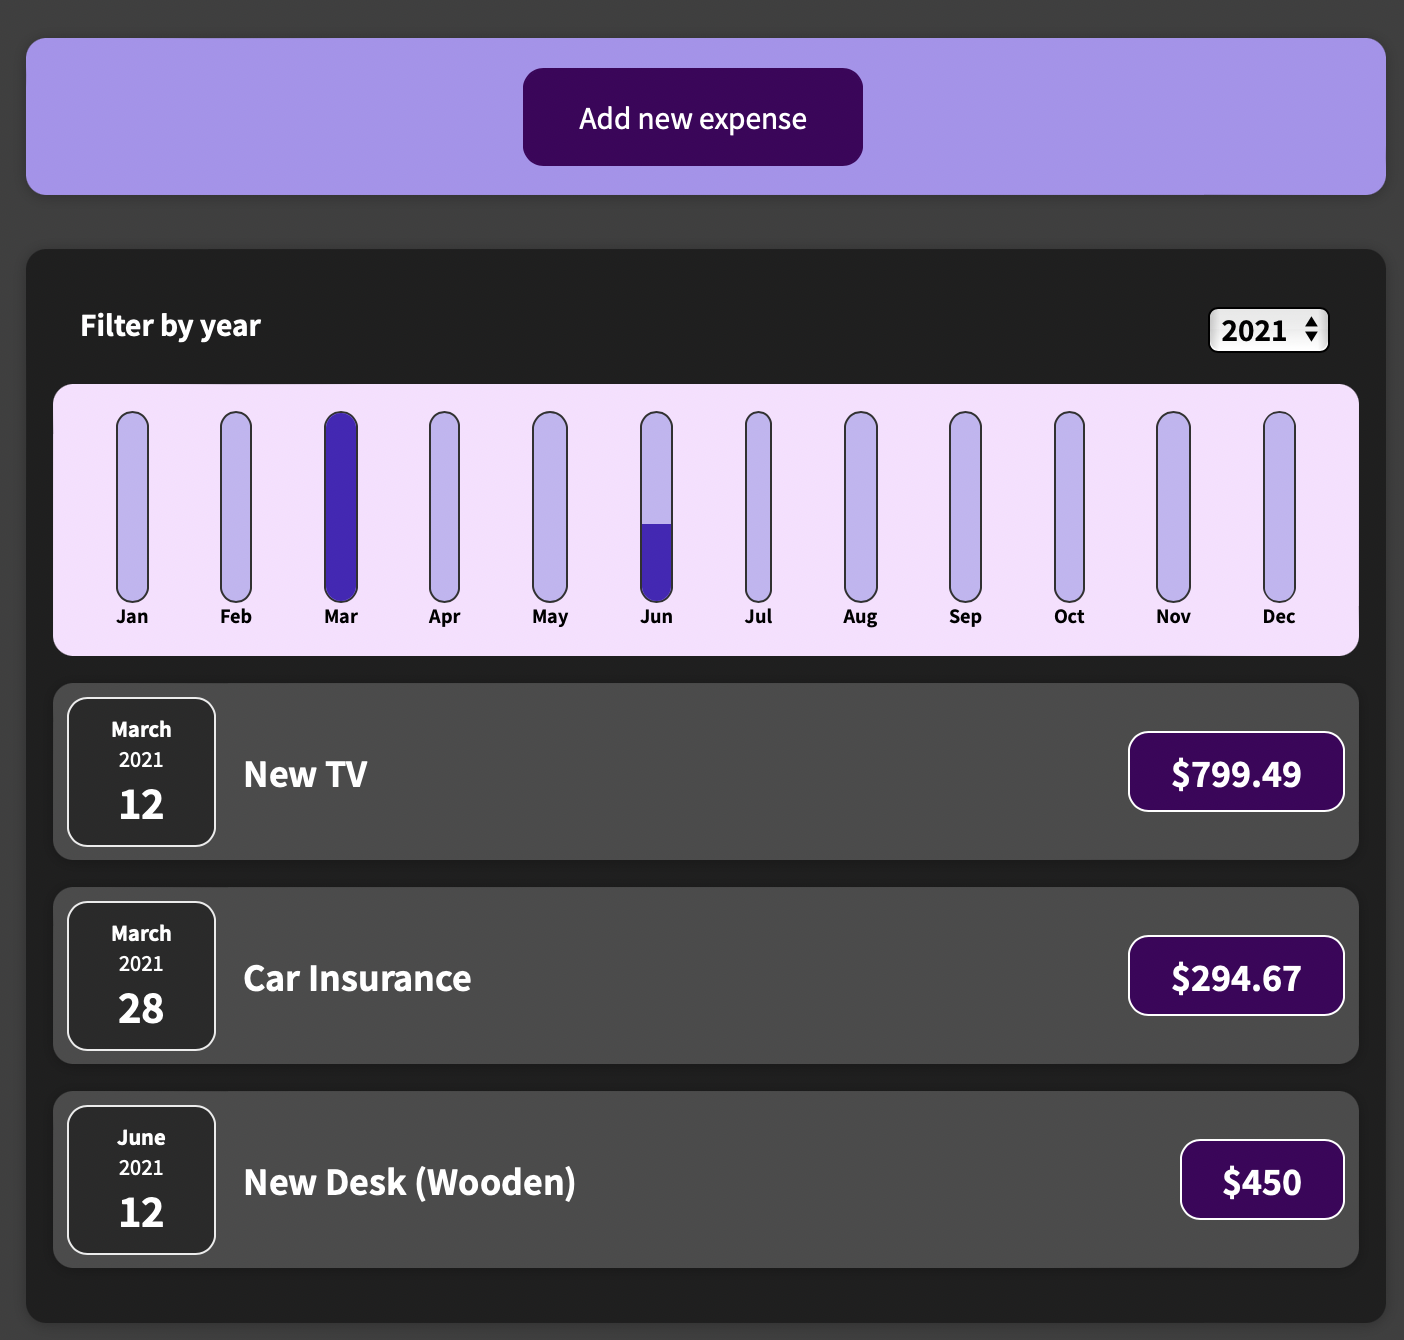 Add new expense
Filter by year
2021
Jan Feb Mar Apr May Jun Jul Aug Sep Oct Nov Dec
March
2021
12
New TV
$799.49
March
2021
28
Car Insurance
$294.67
June
2021
12
New Desk (Wooden)
$450